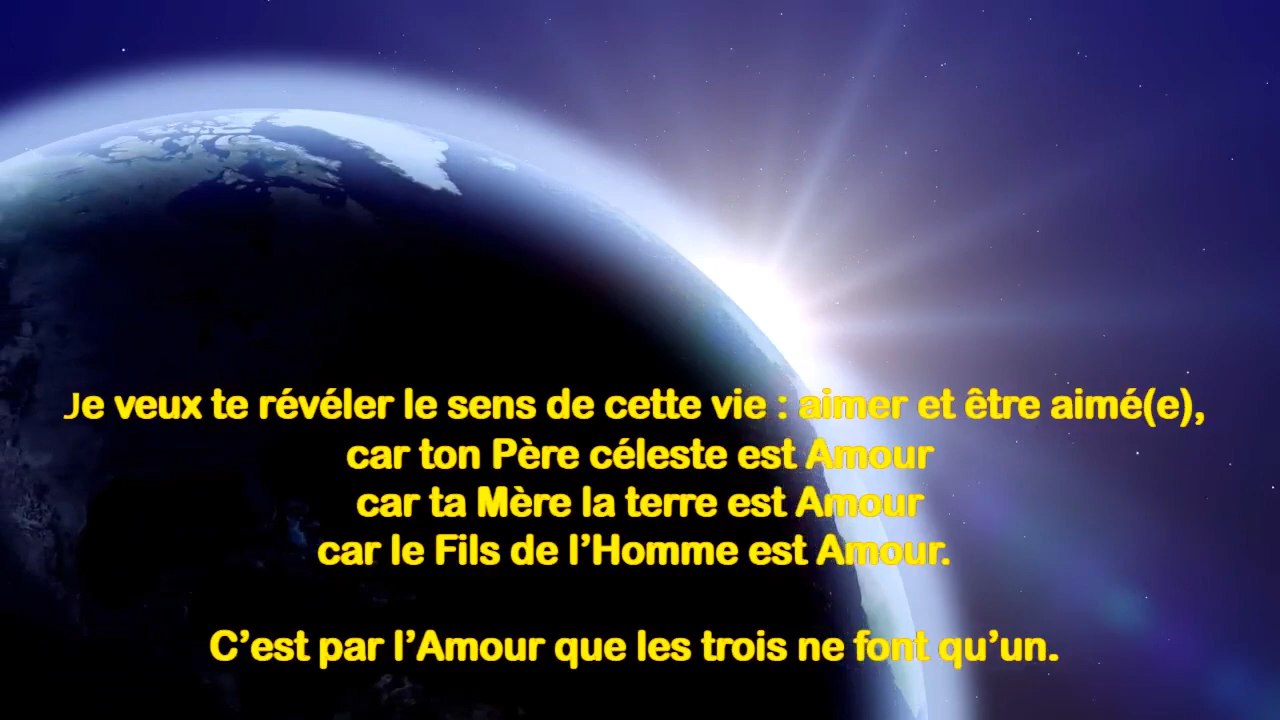 Je veux te révéler le sens de cette vie : aimer et être aimé(e),
car ton Père céleste est Amour
car ta Mère la terre est Amour
car le Fils de l’Homme est Amour.
C’est par l’Amour que les trois ne font qu’un.